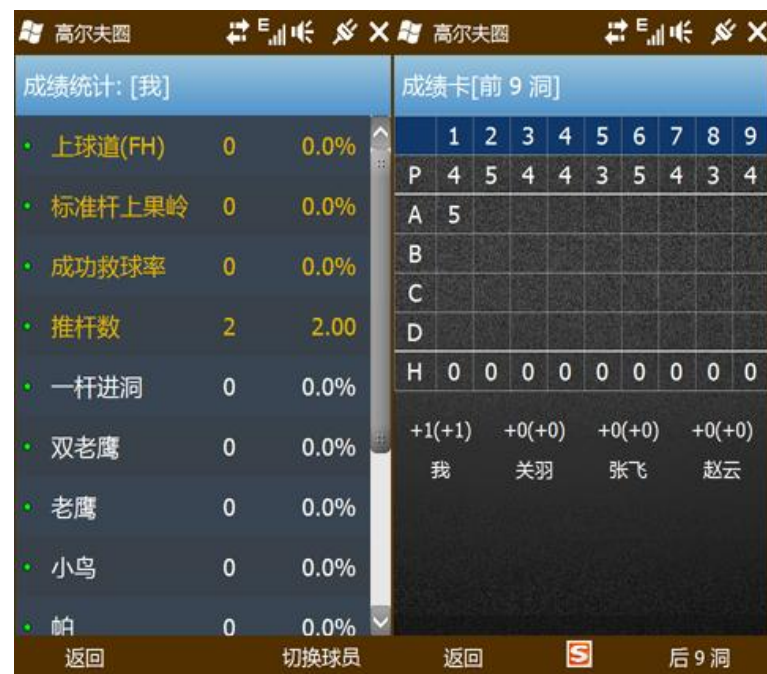 高尔夫圈
成绩统计: [我]
上球道(FH) 0 0.0%
标准杆上果岭 0 0.0%
成功救球率 0 0.0%
推杆数 2 2.00
一杆进洞 0 0.0%
双老鹰 0 0.0%
老鹰 0 0.0%
小鸟 0 0.0%
帕 0 0.0%
返回 切换球员
高尔夫圈
成绩卡[前 9 洞]
1 2 3 4 5 6 7 8 9
P 4 5 4 4 3 5 4 3 4
A 5
B
C
D
H 0 0 0 0 0 0 0 0 0
+1(+1) +0(+0) +0(+0) +0(+0)
我 关羽 张飞 赵云
返回 S 后 9 洞